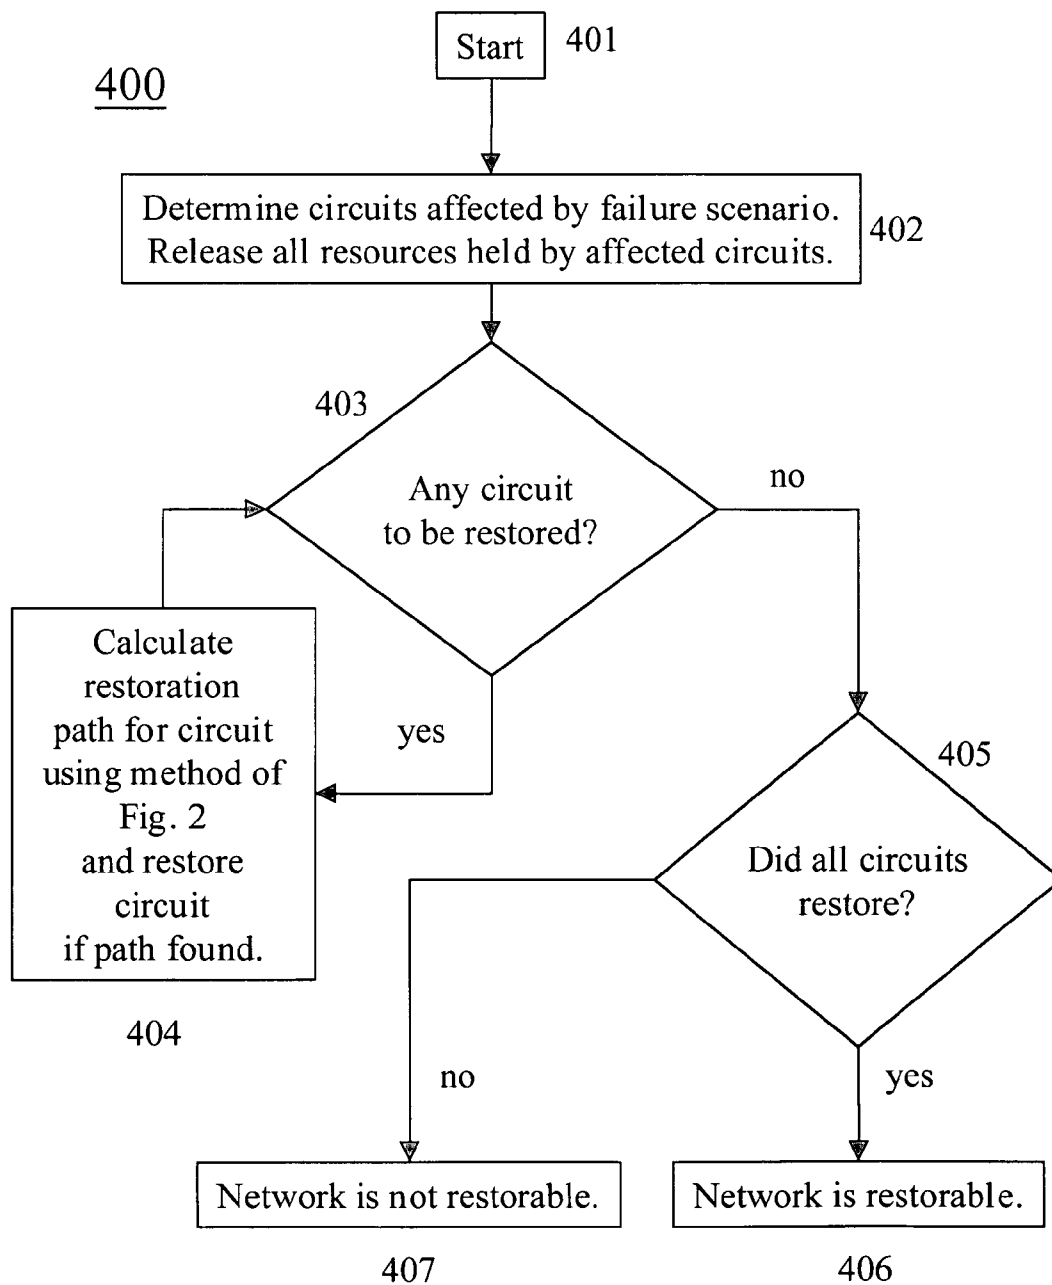 Start
401
400
Determine circuits affected by failure scenario.
Release all resources held by affected circuits.
402
403
Any circuit
to be restored?
no
Calculate
restoration
path for circuit
using method of
Fig. 2
and restore
circuit
if path found.
yes
404
405
Did all circuits
restore?
no
yes
Network is not restorable.
Network is restorable.
407
406